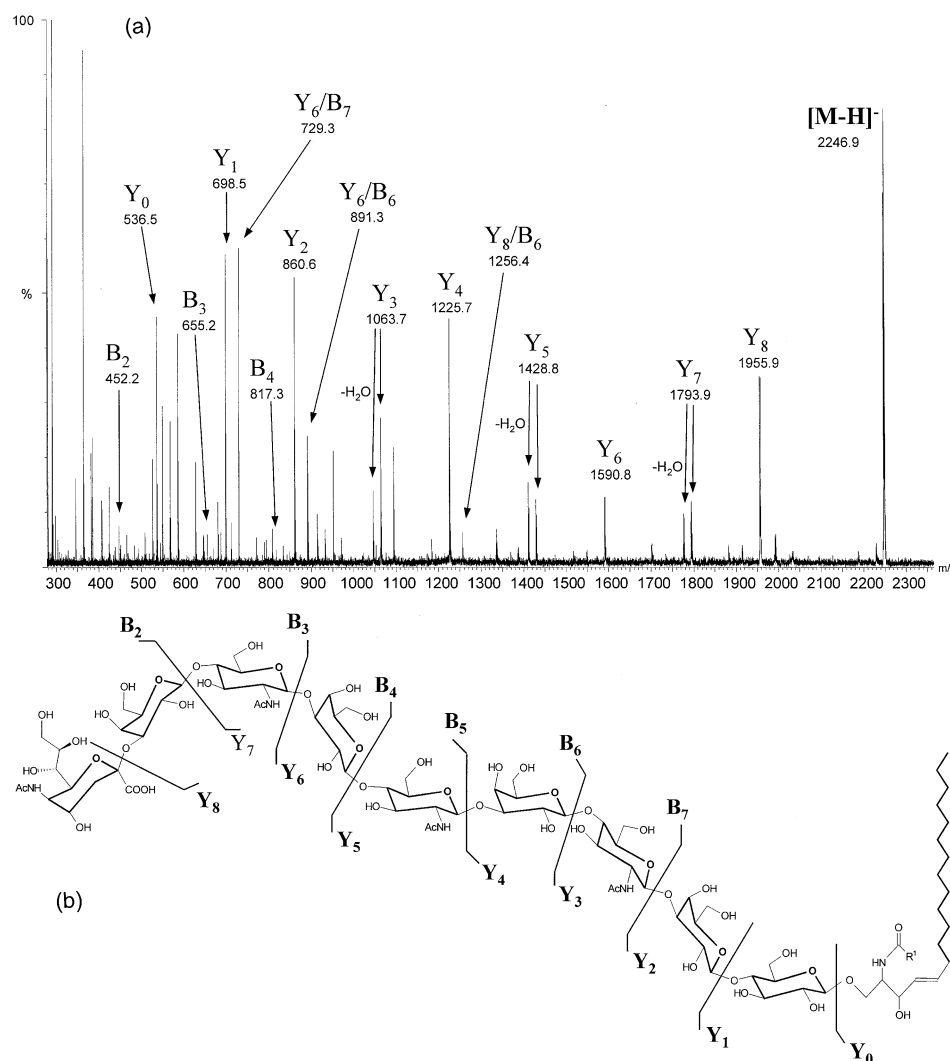 100
(a)
[M-H]-
2246.9
Y6/B7
729.3
Y1
698.5
Y0
536.5
Y6/B6
891.3
Y2
860.6
Y8/B6
1256.4
%
B3
655.2
Y3
1063.7
Y4
1225.7
B2
452.2
B4
817.3
-H2O
Y5
1428.8
-H2O
Y7
1793.9
-H2O
Y8
1955.9
Y6
1590.8
300 400 500 600 700 800 900 1000 1100 1200 1300 1400 1500 1600 1700 1800 1900 2000 2100 2200 2300 m/
B2
B3
B4
B5
B6
B7
Y8
Y7
Y6
Y5
Y4
Y3
Y2
Y1
Y0
OH
HO
O
AcNH
COOH
AcN
H
HN
R1
(b)